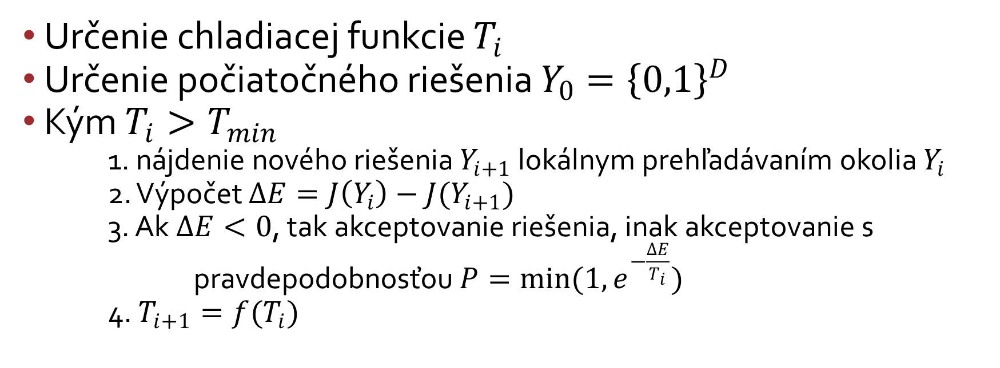 • Určenie chladiacej funkcie $T_i$
• Určenie počiatočného riešenia $Y_0 = \{0,1\}^D$
• Kým $T_i > T_{min}$
1. nájdenie nového riešenia $Y_{i+1}$ lokálnym prehľadávaním okolia $Y_i$
2. Výpočet $\Delta E = J(Y_i) - J(Y_{i+1})$
3. Ak $\Delta E < 0$, tak akceptovanie riešenia, inak akceptovanie s
pravdepodobnosťou $P = \min(1, e^{-\frac{\Delta E}{T_i}})$
4. $T_{i+1} = f(T_i)$